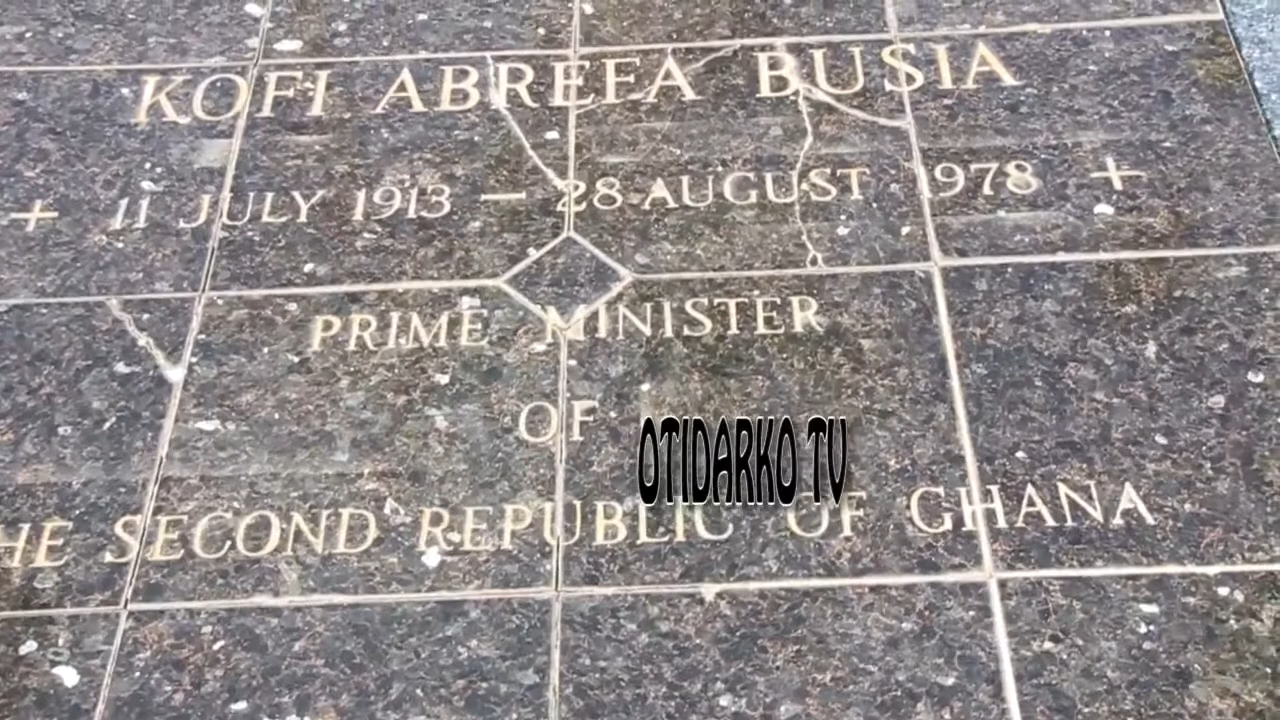 KOFI ABREFA BUSIA
+ 11 JULY 1913 — 28 AUGUST 1978 +
PRIME MINISTER
OF
OTIDARKO TV
HE SECOND REPUBLIC OF GHANA